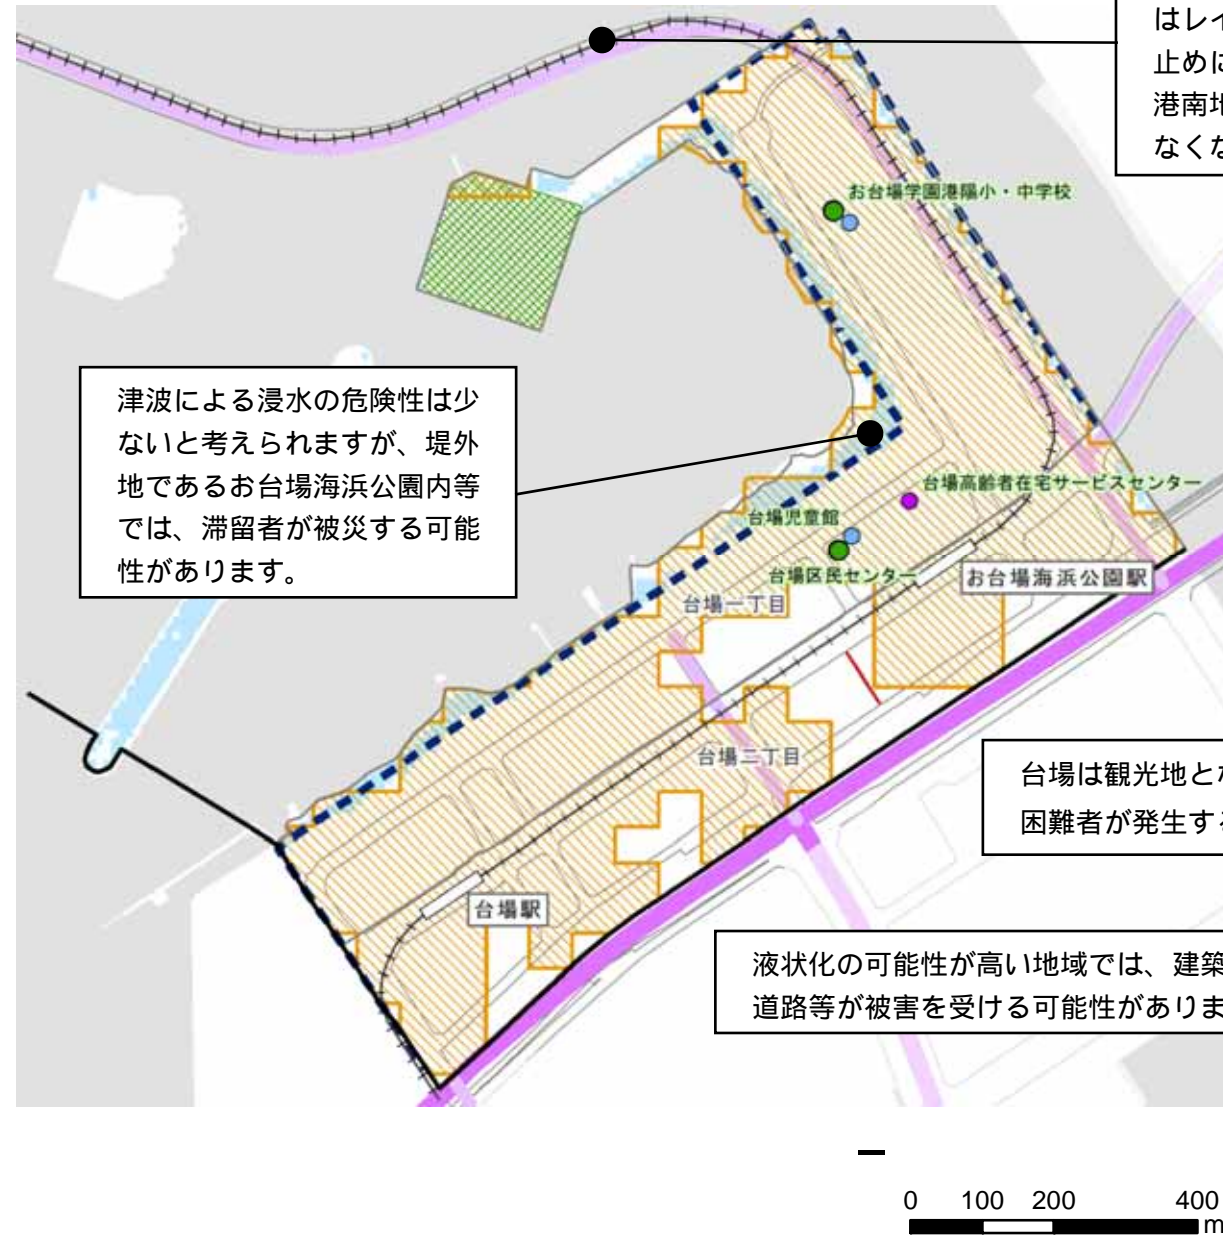 はレイ
止めに
港南地
なくな
お台場学園港陽小・中学校
津波による浸水の危険性は少
ないと考えられますが、堤外
地であるお台場海浜公園内等
では、滞留者が被災する可能
性があります。
台場高齢者在宅サービスセンター
台場児童館
台場区民センター
お台場海浜公園駅
台場一丁目
台場二丁目
台場は観光地とな
困難者が発生する
台場駅
液状化の可能性が高い地域では、建築
道路等が被害を受ける可能性がありま
0 100 200 400
m